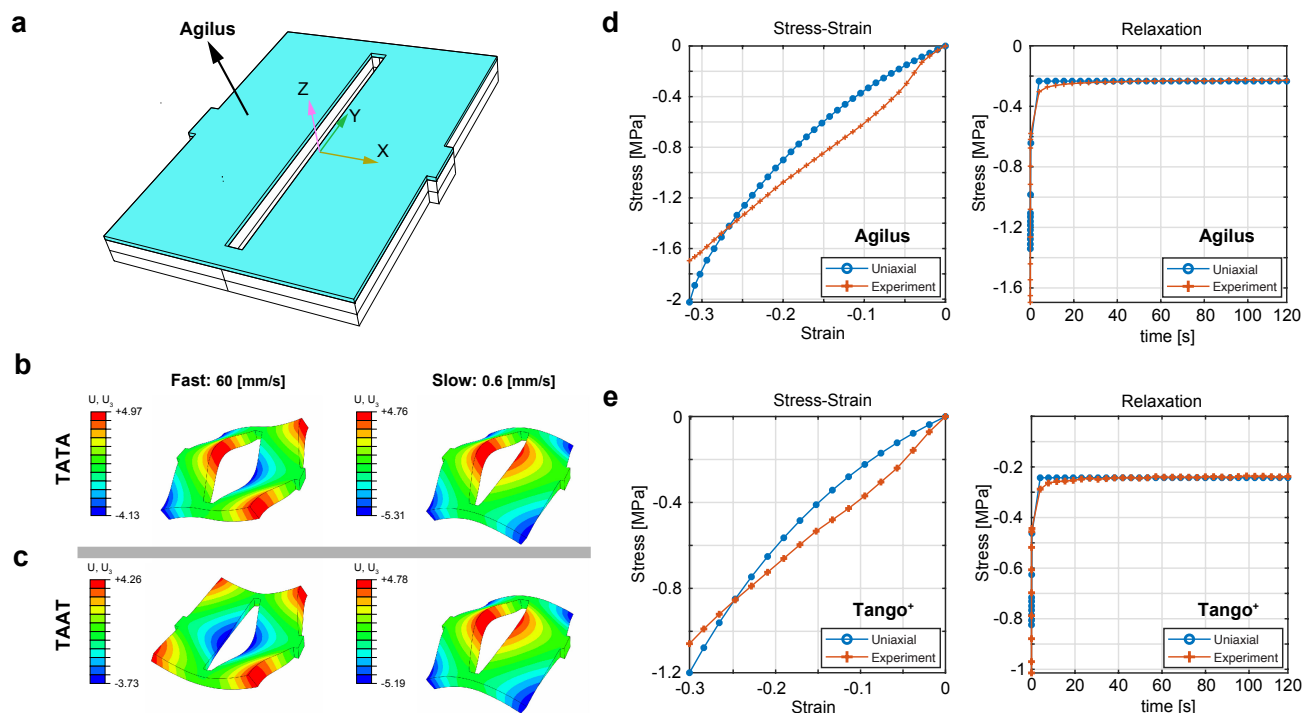 a
Agilus
Z
Y
X
b
Fast: 60 [mm/s]
Slow: 0.6 [mm/s]
TATA
U, U₃
+4.97
-4.13
U, U₃
+4.76
-5.31
c
TAAT
U, U₃
+4.26
-3.73
U, U₃
+4.78
-5.19
d
Stress-Strain
Stress [MPa]
0
-0.4
-0.8
-1.2
-1.6
-2
-0.3 -0.2 -0.1 0
Strain
Agilus
Uniaxial
Experiment
Relaxation
Stress [MPa]
0
-0.4
-0.8
-1.2
-1.6
0 20 40 60 80 100 120
time [s]
Agilus
Uniaxial
Experiment
e
Stress-Strain
Stress [MPa]
0
-0.4
-0.8
-1.2
-0.3 -0.2 -0.1 0
Strain
Tango⁺
Uniaxial
Experiment
Relaxation
Stress [MPa]
0
-0.2
-0.4
-0.6
-0.8
-1
0 20 40 60 80 100 120
time [s]
Tango⁺
Uniaxial
Experiment